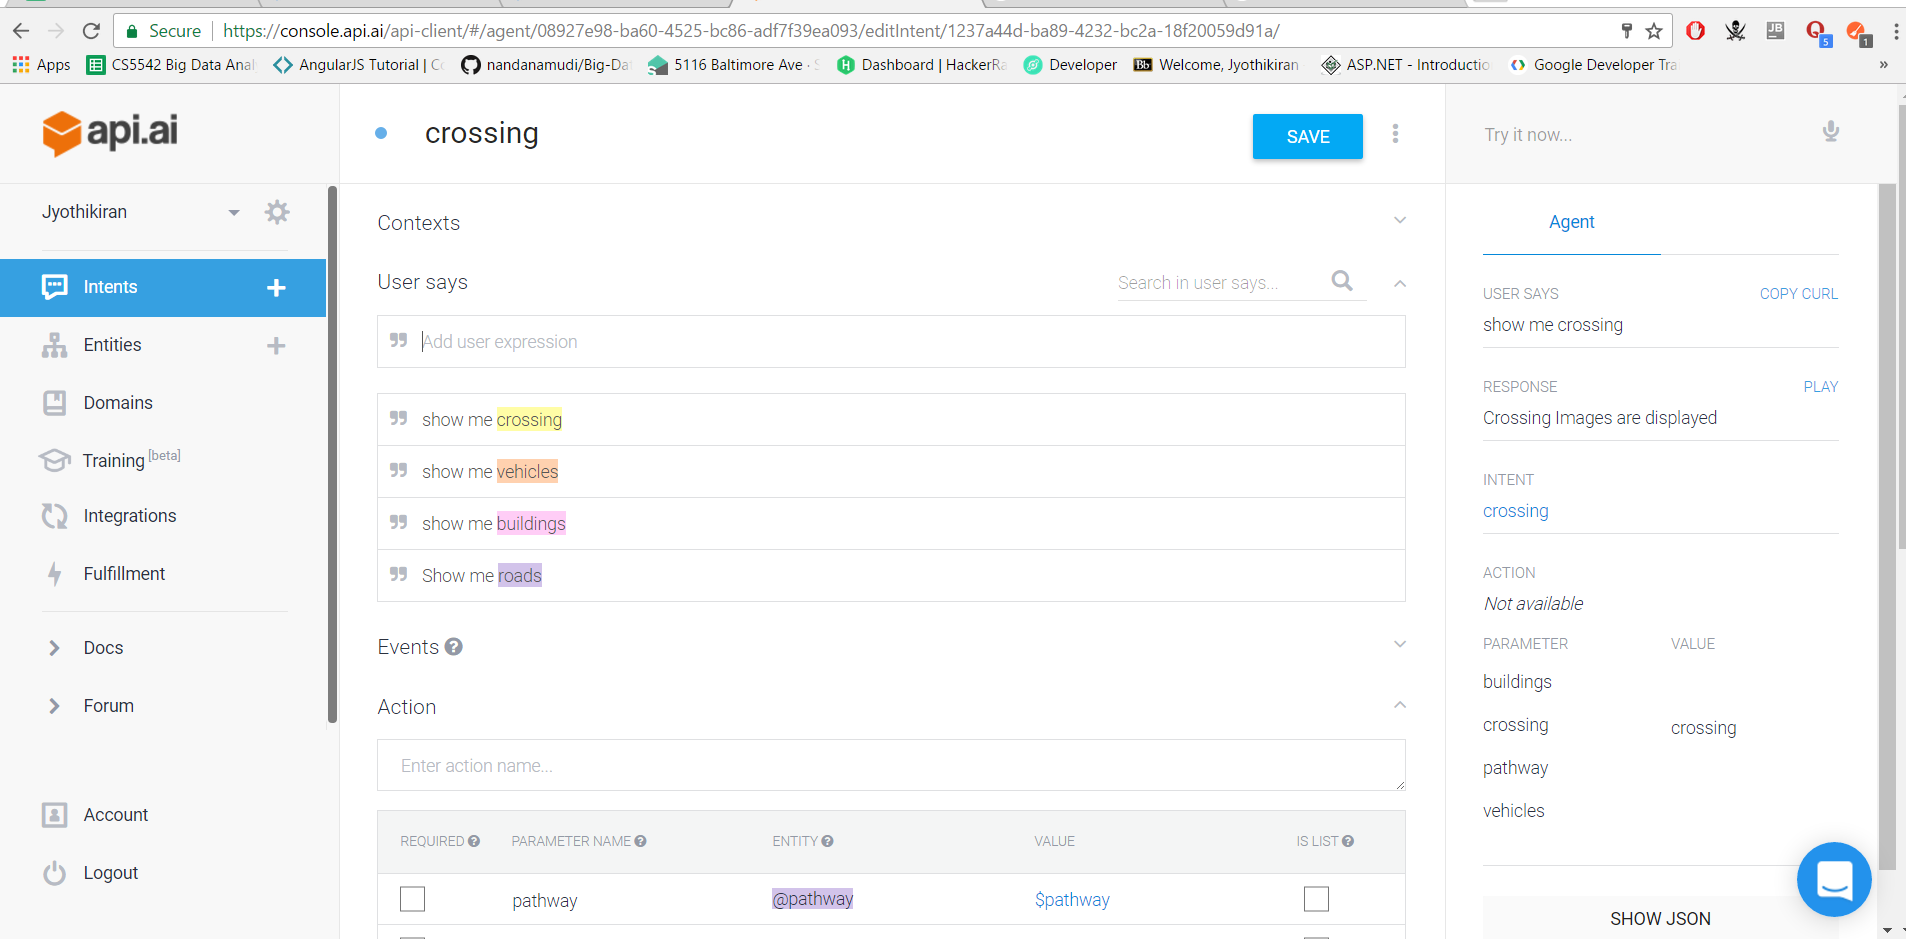 Secure https://console.api.ai/api-client/#/agent/08927e98-ba60-4525-bc86-adf7f39ea093/editIntent/1237a44d-ba89-4232-bc2a-18f20059d91a/
JB
5
1
Apps CS5542 Big Data Anal AngularJS Tutorial | C nandanamudi/Big-Da 5116 Baltimore Ave · S Dashboard | HackerRa Developer Bb Welcome, Jyothikiran ASP.NET - Introductio Google Developer Tra »
api.ai
crossing
SAVE
Try it now...
Jyothikiran
Intents
Entities
Domains
Training [beta]
Integrations
Fulfillment
Docs
Forum
Account
Logout
Contexts
User says
Search in user says...
Add user expression
show me crossing
show me vehicles
show me buildings
Show me roads
Events
Action
Enter action name...
REQUIRED PARAMETER NAME ENTITY VALUE IS LIST
pathway @pathway $pathway
Agent
USER SAYS COPY CURL
show me crossing
RESPONSE PLAY
Crossing Images are displayed
INTENT
crossing
ACTION
Not available
PARAMETER VALUE
buildings
crossing crossing
pathway
vehicles
SHOW JSON